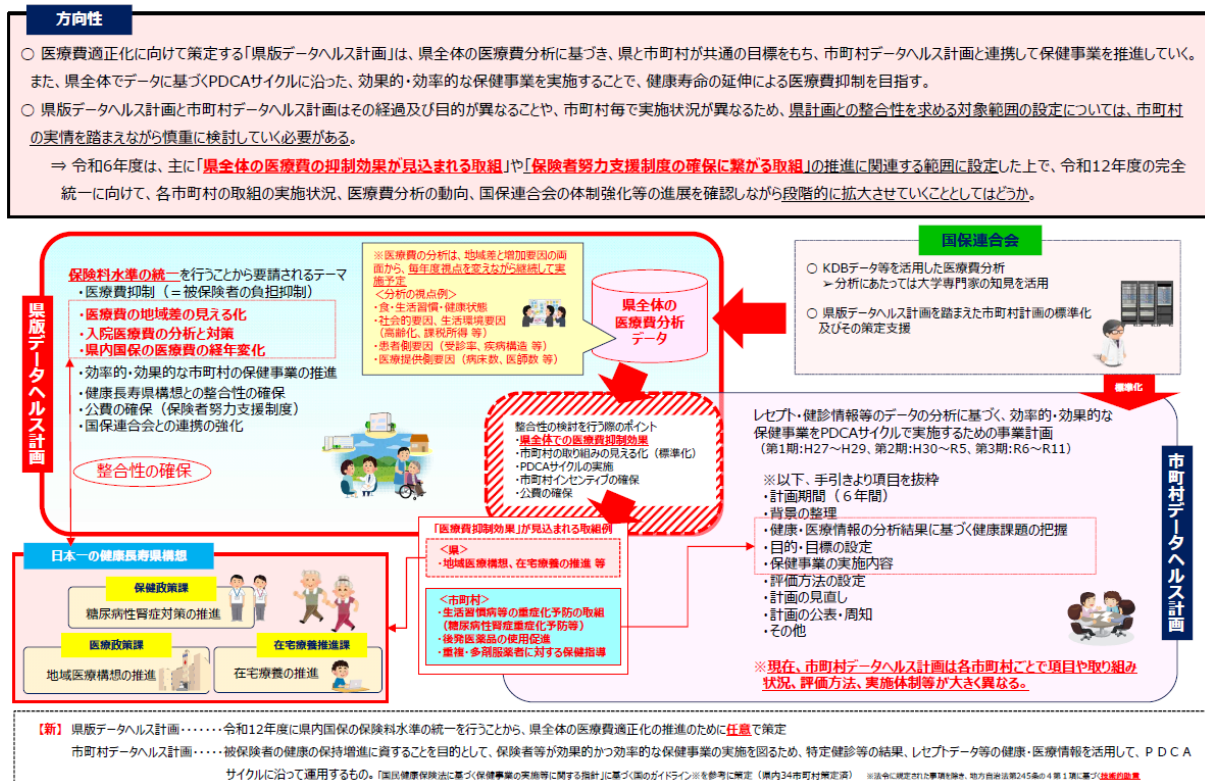 方向性
○ 医療費適正化に向けて策定する「県版データヘルス計画」は、県全体の医療費分析に基づき、県と市町村が共通の目標をもち、市町村データヘルス計画と連携して保健事業を推進していく。
また、県全体でデータに基づくPDCAサイクルに沿った、効果的・効率的な保健事業を実施することで、健康寿命の延伸による医療費抑制を目指す。
○ 県版データヘルス計画と市町村データヘルス計画はその経過及び目的が異なることや、市町村毎で実施状況が異なるため、県計画との整合性を求める対象範囲の設定については、市町村
の実情を踏まえながら慎重に検討していく必要がある。
⇒ 令和6年度は、主に「県全体の医療費の抑制効果が見込まれる取組」や「保険者努力支援制度の確保に繋がる取組」の推進に関連する範囲に設定した上で、令和12年度の完全
統一に向けて、各市町村の取組の実施状況、医療費分析の動向、国保連合会の体制強化等の進展を確認しながら段階的に拡大させていくこととしてはどうか。
県版データヘルス計画
保険料水準の統一を行うことから要請されるテーマ
・医療費抑制（＝被保険者の負担抑制）
・医療費の地域差の見える化
・入院医療費の分析と対策
・県内国保の医療費の経年変化
・効率的・効果的な市町村の保健事業の推進
・健康長寿県構想との整合性の確保
・公費の確保（保険者努力支援制度）
・国保連合会との連携の強化
整合性の確保
※医療費の分析は、地域差と増加要因の両
面から、毎年度視点を変えながら継続して実
施予定
＜分析の視点例＞
・食・生活習慣・健康状態
・社会的要因、生活環境要因
（高齢化、課税所得 等）
・患者側要因（受診率、疾病構造 等）
・医療提供側要因（病床数、医師数 等）
県全体の
医療費分析
データ
国保連合会
○ KDBデータ等を活用した医療費分析
➢ 分析にあたっては大学専門家の知見を活用
○ 県版データヘルス計画を踏まえた市町村計画の標準化
及びその策定支援
標準化
整合性の検討を行う際のポイント
・県全体での医療費抑制効果
・市町村の取り組みの見える化（標準化）
・PDCAサイクルの実施
・市町村インセンティブの確保
・公費の確保
市町村データヘルス計画
レセプト・健診情報等のデータの分析に基づく、効率的・効果的な
保健事業をPDCAサイクルで実施するための事業計画
（第1期:H27～H29、第2期:H30～R5、第3期:R6～R11）
※以下、手引きより項目を抜粋
・計画期間（６年間）
・背景の整理
・健康・医療情報の分析結果に基づく健康課題の把握
・目的・目標の設定
・保健事業の実施内容
・評価方法の設定
・計画の見直し
・計画の公表・周知
・その他
※現在、市町村データヘルス計画は各市町村ごとで項目や取り組み
状況、評価方法、実施体制等が大きく異なる。
「医療費抑制効果」が見込まれる取組例
＜県＞
・地域医療構想、在宅療養の推進 等
＜市町村＞
・生活習慣病等の重症化予防の取組
（糖尿病性腎症重症化予防等）
・後発医薬品の使用促進
・重複・多剤服薬者に対する保健指導
日本一の健康長寿県構想
保健政策課
糖尿病性腎症対策の推進
医療政策課
地域医療構想の推進
在宅療養推進課
在宅療養の推進
【新】 県版データヘルス計画・・・・・・・令和12年度に県内国保の保険料水準の統一を行うことから、県全体の医療費適正化の推進のために任意で策定
市町村データヘルス計画・・・・・被保険者の健康の保持増進に資することを目的として、保険者等が効果的かつ効率的な保健事業の実施を図るため、特定健診等の結果、レセプトデータ等の健康・医療情報を活用して、ＰＤＣＡ
サイクルに沿って運用するもの。「国民健康保険法に基づく保健事業の実施等に関する指針」に基づく国のガイドライン※を参考に策定（県内34市町村策定済） ※法令に規定された事項を除き、地方自治法第245条の４第１項に基づく技術的助言